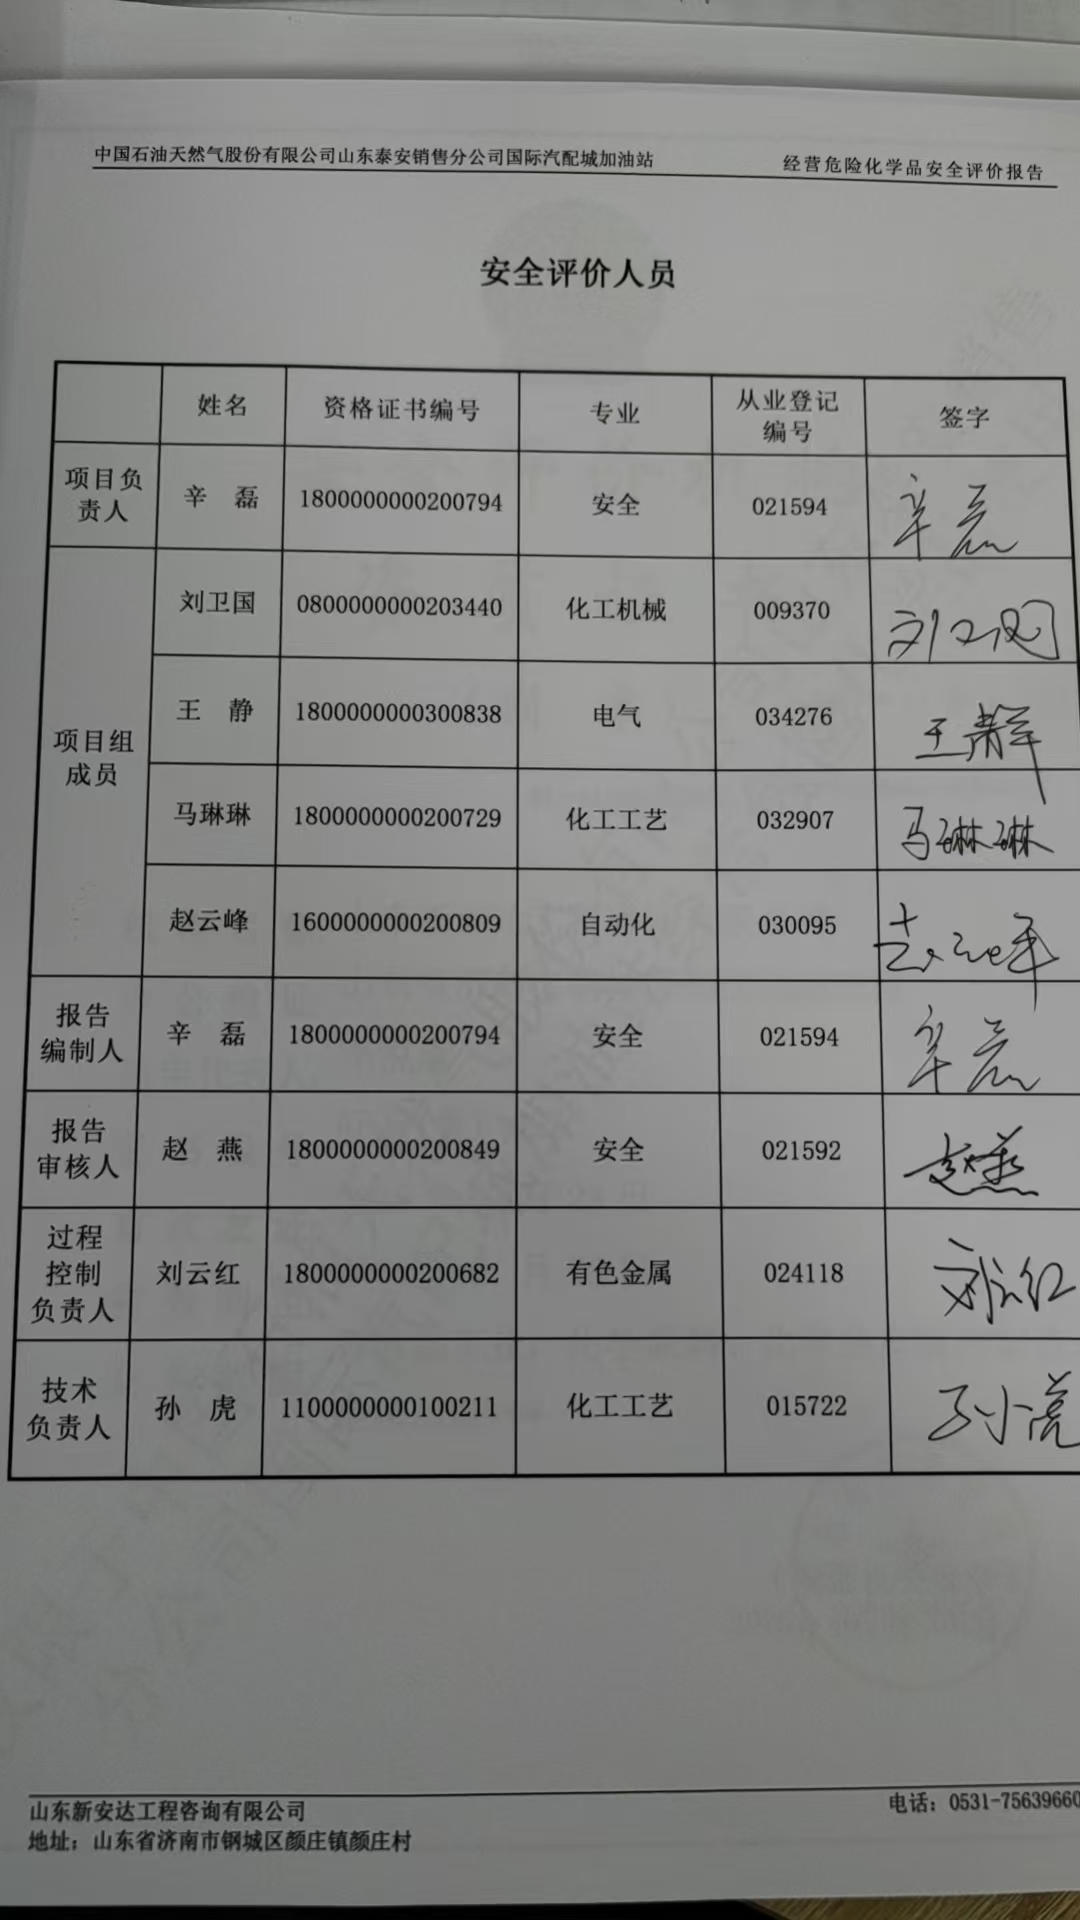 中国石油天然气股份有限公司山东泰安销售分公司国际汽配城加油站 经营危险化学品安全评价报告
安全评价人员
姓名 资格证书编号 专业 从业登记编号 签字
项目负责人 辛磊 1800000000200794 安全 021594 辛磊
项目组成员 刘卫国 0800000000203440 化工机械 009370 刘卫国
王静 1800000000300838 电气 034276 王静
马琳琳 1800000000200729 化工工艺 032907 马琳琳
赵云峰 1600000000200809 自动化 030095 赵云峰
报告编制人 辛磊 1800000000200794 安全 021594 辛磊
报告审核人 赵燕 1800000000200849 安全 021592 赵燕
过程控制负责人 刘云红 1800000000200682 有色金属 024118 刘云红
技术负责人 孙虎 1100000000100211 化工工艺 015722 孙虎
山东新安达工程咨询有限公司 电话：0531-75639660
地址：山东省济南市钢城区颜庄镇颜庄村